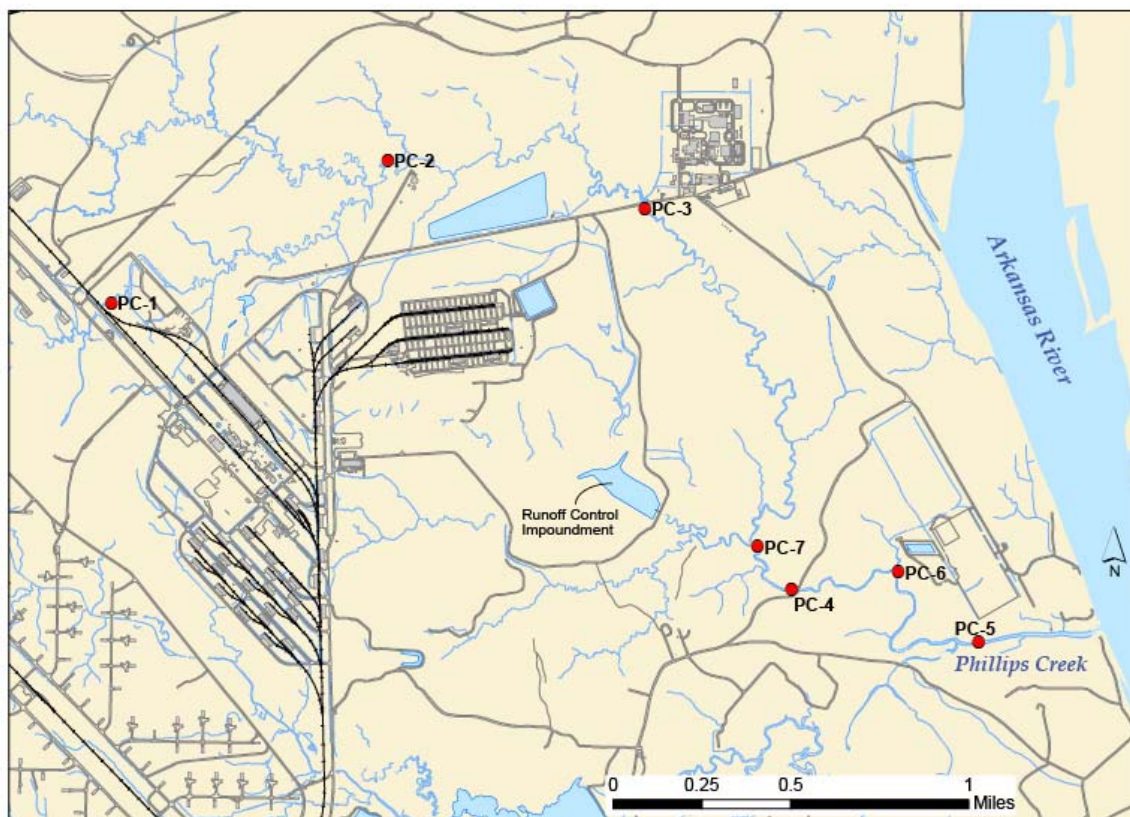 PC-2
PC-3
Arkansas River
PC-1
Runoff Control
Impoundment
PC-7
N
PC-6
PC-4
PC-5
Phillips Creek
0 0.25 0.5 1
Miles